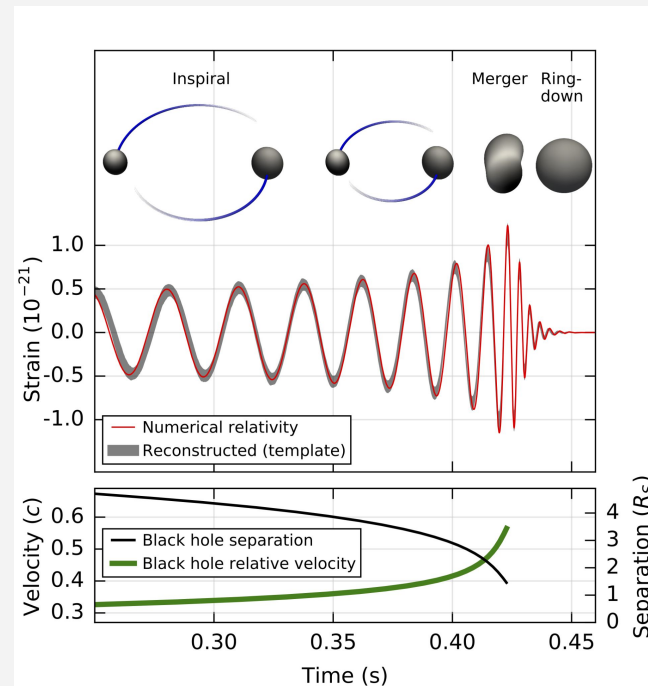 Inspiral
Merger
Ring-
down
1.0
0.5
0.0
-0.5
-1.0
Strain (10⁻²¹)
Numerical relativity
Reconstructed (template)
0.6
0.5
0.4
0.3
Velocity (c)
Black hole separation
Black hole relative velocity
4
3
2
1
0
Separation (R_S)
0.30
0.35
0.40
0.45
Time (s)